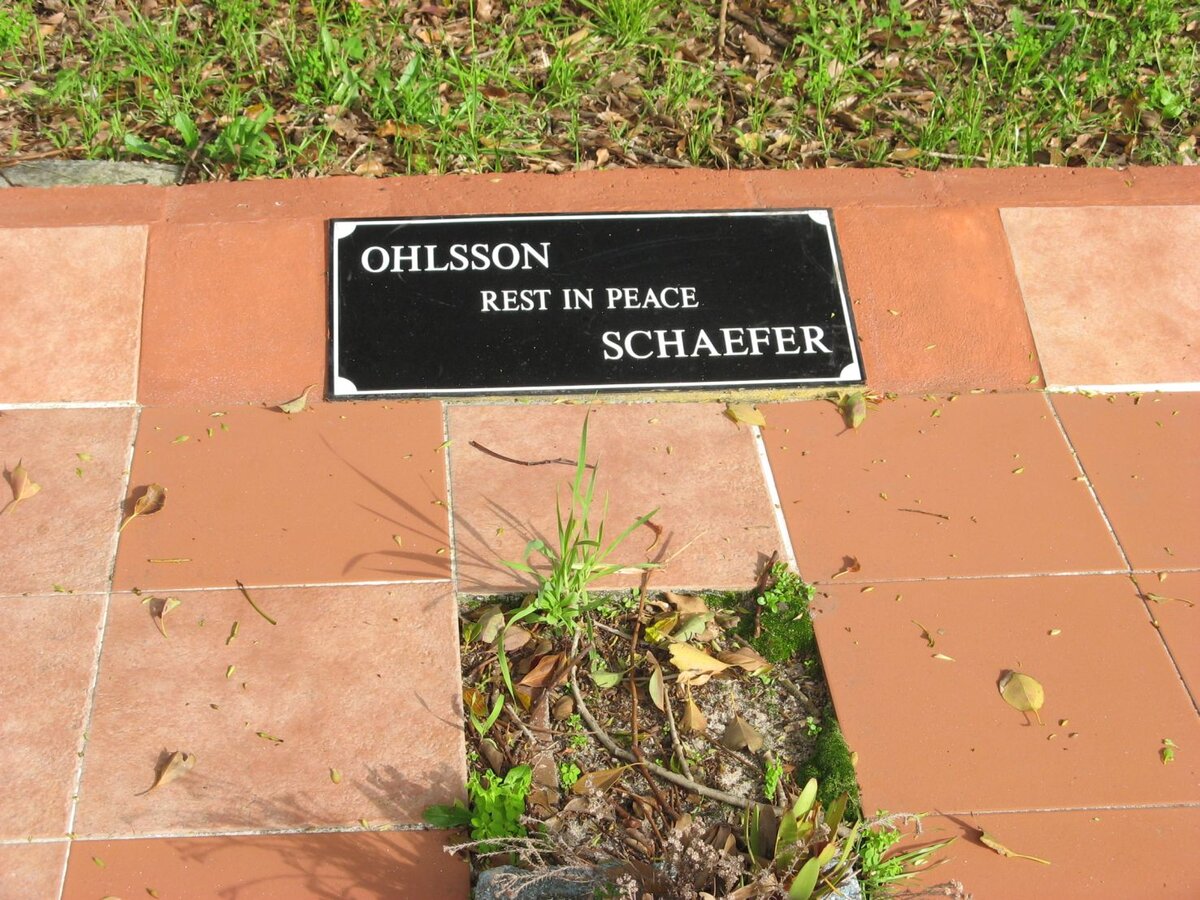 OHLSSON
REST IN PEACE
SCHAEFER